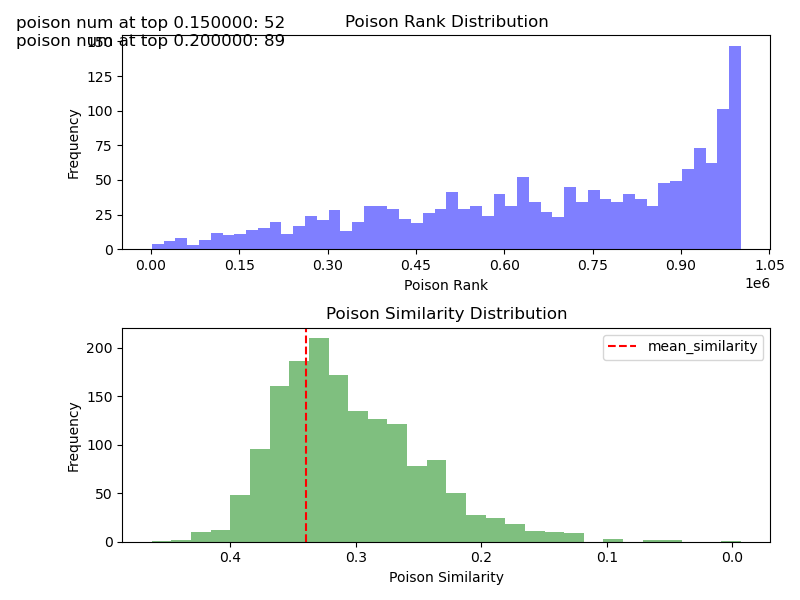 poison num at top 0.150000: 52
poison num at top 0.200000: 89
Poison Rank Distribution
150
125
100
75
50
25
0
Frequency
0.00 0.15 0.30 0.45 0.60 0.75 0.90 1.05
1e6
Poison Rank
Poison Similarity Distribution
mean_similarity
200
150
100
50
0
Frequency
0.4 0.3 0.2 0.1 0.0
Poison Similarity